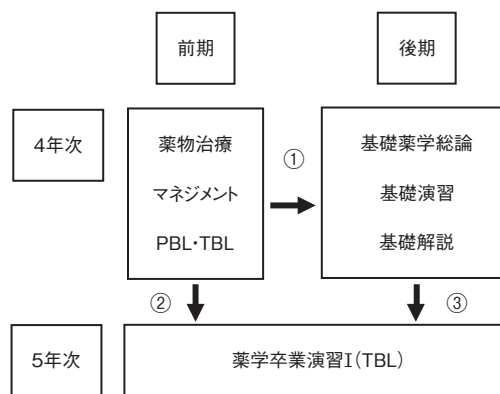 前期
後期
4年次
薬物治療
マネジメント
PBL・TBL
①
基礎薬学総論
基礎演習
基礎解説
②
③
5年次
薬学卒業演習I(TBL)